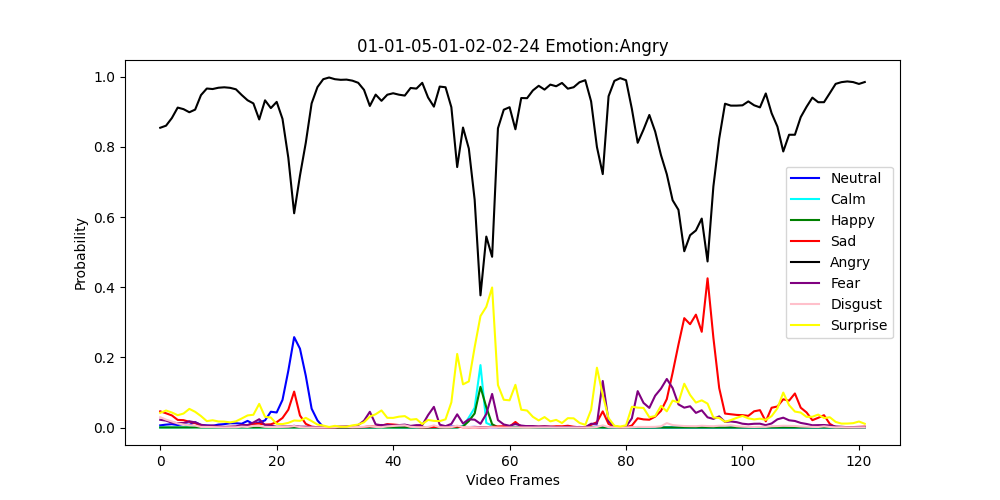 01-01-05-01-02-02-24 Emotion:Angry
Probability
1.0
0.8
0.6
0.4
0.2
0.0
0
20
40
60
80
100
120
Video Frames
Neutral
Calm
Happy
Sad
Angry
Fear
Disgust
Surprise